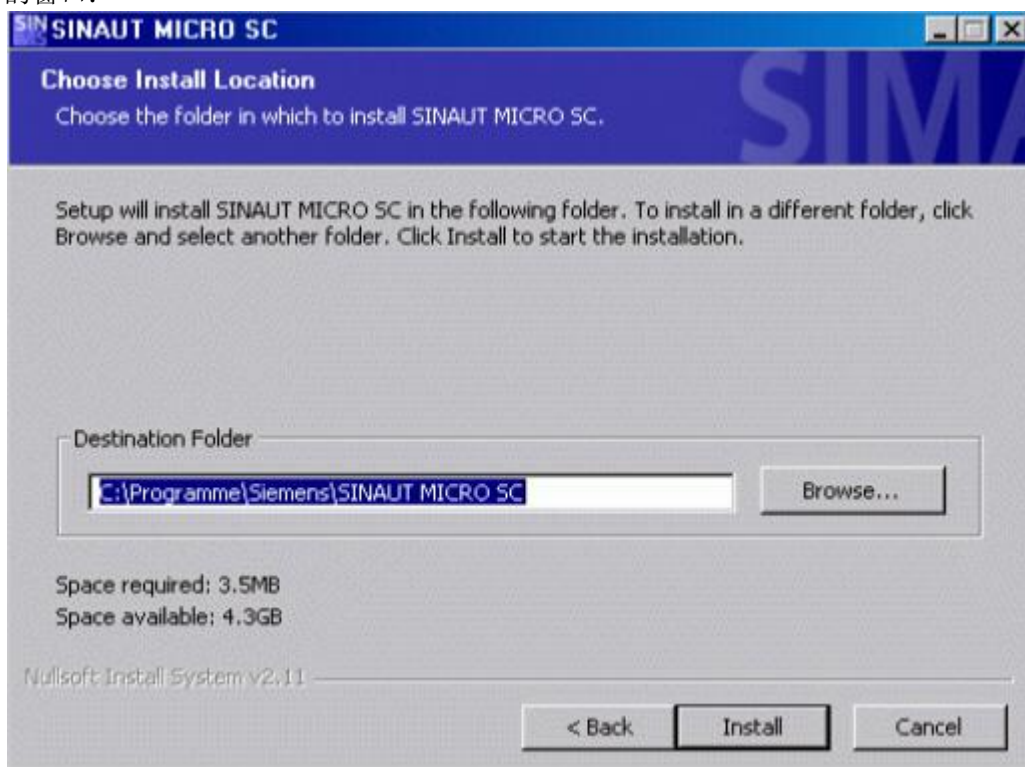 SINAUT MICRO SC
Choose Install Location
Choose the folder in which to install SINAUT MICRO SC.
SIM
Setup will install SINAUT MICRO SC in the following folder. To install in a different folder, click
Browse and select another folder. Click Install to start the installation.
Destination Folder
C:\Programme\Siemens\SINAUT MICRO SC
Browse...
Space required: 3.5MB
Space available: 4.3GB
Nullsoft Install System v2.11
< Back
Install
Cancel